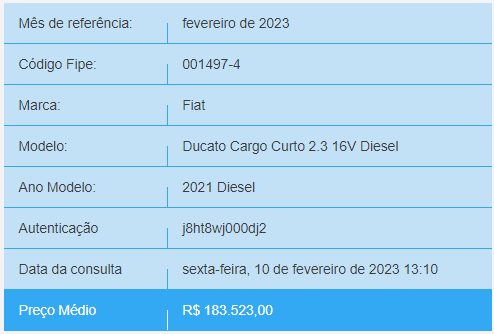 Mês de referência: fevereiro de 2023
Código Fipe: 001497-4
Marca: Fiat
Modelo: Ducato Cargo Curto 2.3 16V Diesel
Ano Modelo: 2021 Diesel
Autenticação j8ht8wj000dj2
Data da consulta sexta-feira, 10 de fevereiro de 2023 13:10
Preço Médio R$ 183.523,00